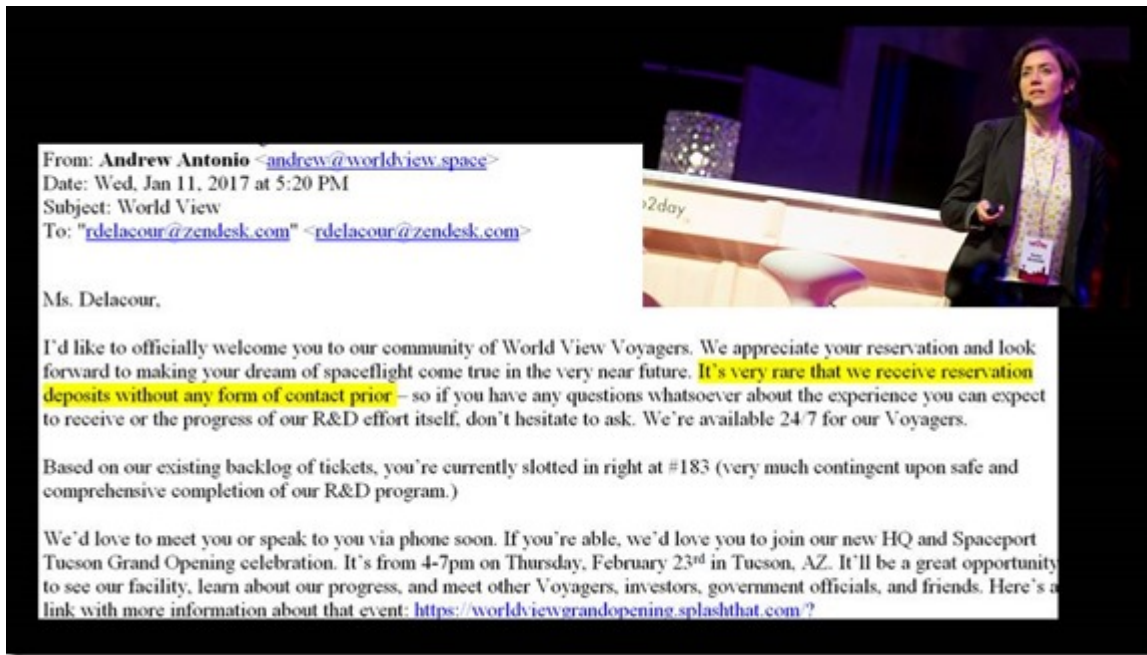 From: Andrew Antonio <andrew@worldview.space>
Date: Wed, Jan 11, 2017 at 5:20 PM
Subject: World View
To: "rdelacour@zendesk.com" <rdelacour@zendesk.com>
Ms. Delacour,
I'd like to officially welcome you to our community of World View Voyagers. We appreciate your reservation and look
forward to making your dream of spaceflight come true in the very near future. It's very rare that we receive reservation
deposits without any form of contact prior – so if you have any questions whatsoever about the experience you can expect
to receive or the progress of our R&D effort itself, don't hesitate to ask. We're available 24/7 for our Voyagers.
Based on our existing backlog of tickets, you're currently slotted in right at #183 (very much contingent upon safe and
comprehensive completion of our R&D program.)
We'd love to meet you or speak to you via phone soon. If you're able, we'd love you to join our new HQ and Spaceport
Tucson Grand Opening celebration. It's from 4-7pm on Thursday, February 23rd in Tucson, AZ. It'll be a great opportunity
to see our facility, learn about our progress, and meet other Voyagers, investors, government officials, and friends. Here's a
link with more information about that event: https://worldviewgrandopening.splashthat.com/?
2day